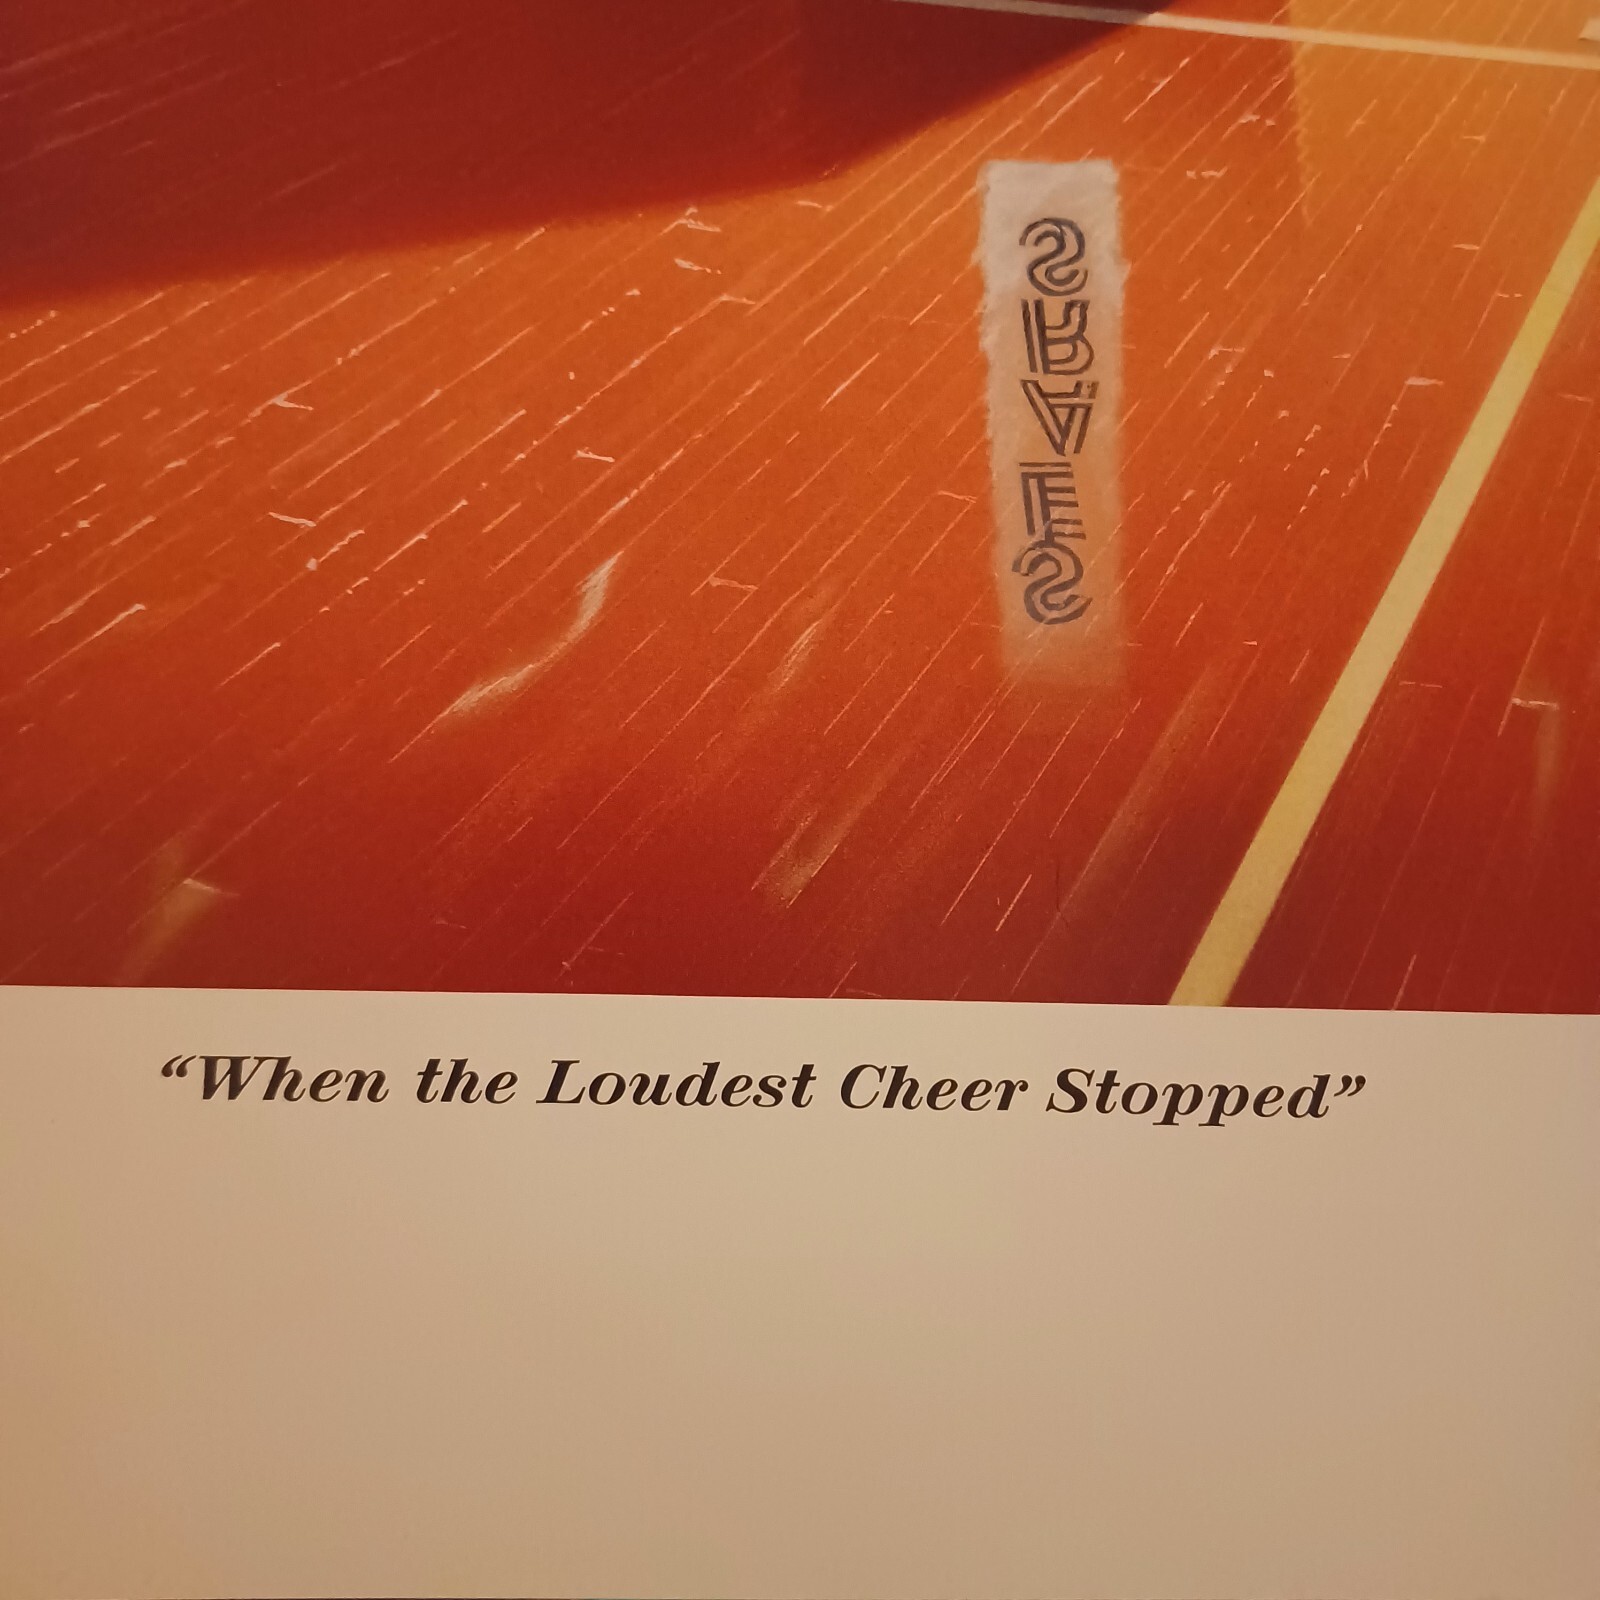 “When the Loudest Cheer Stopped”